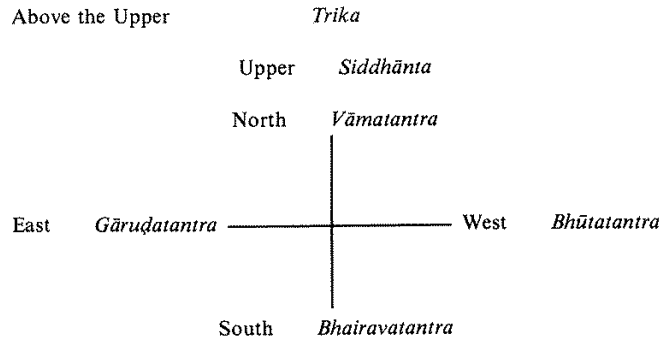 Above the Upper Trika
Upper Siddhānta
North Vāmatantra
East Gāruḍatantra West Bhūtatantra
South Bhairavatantra